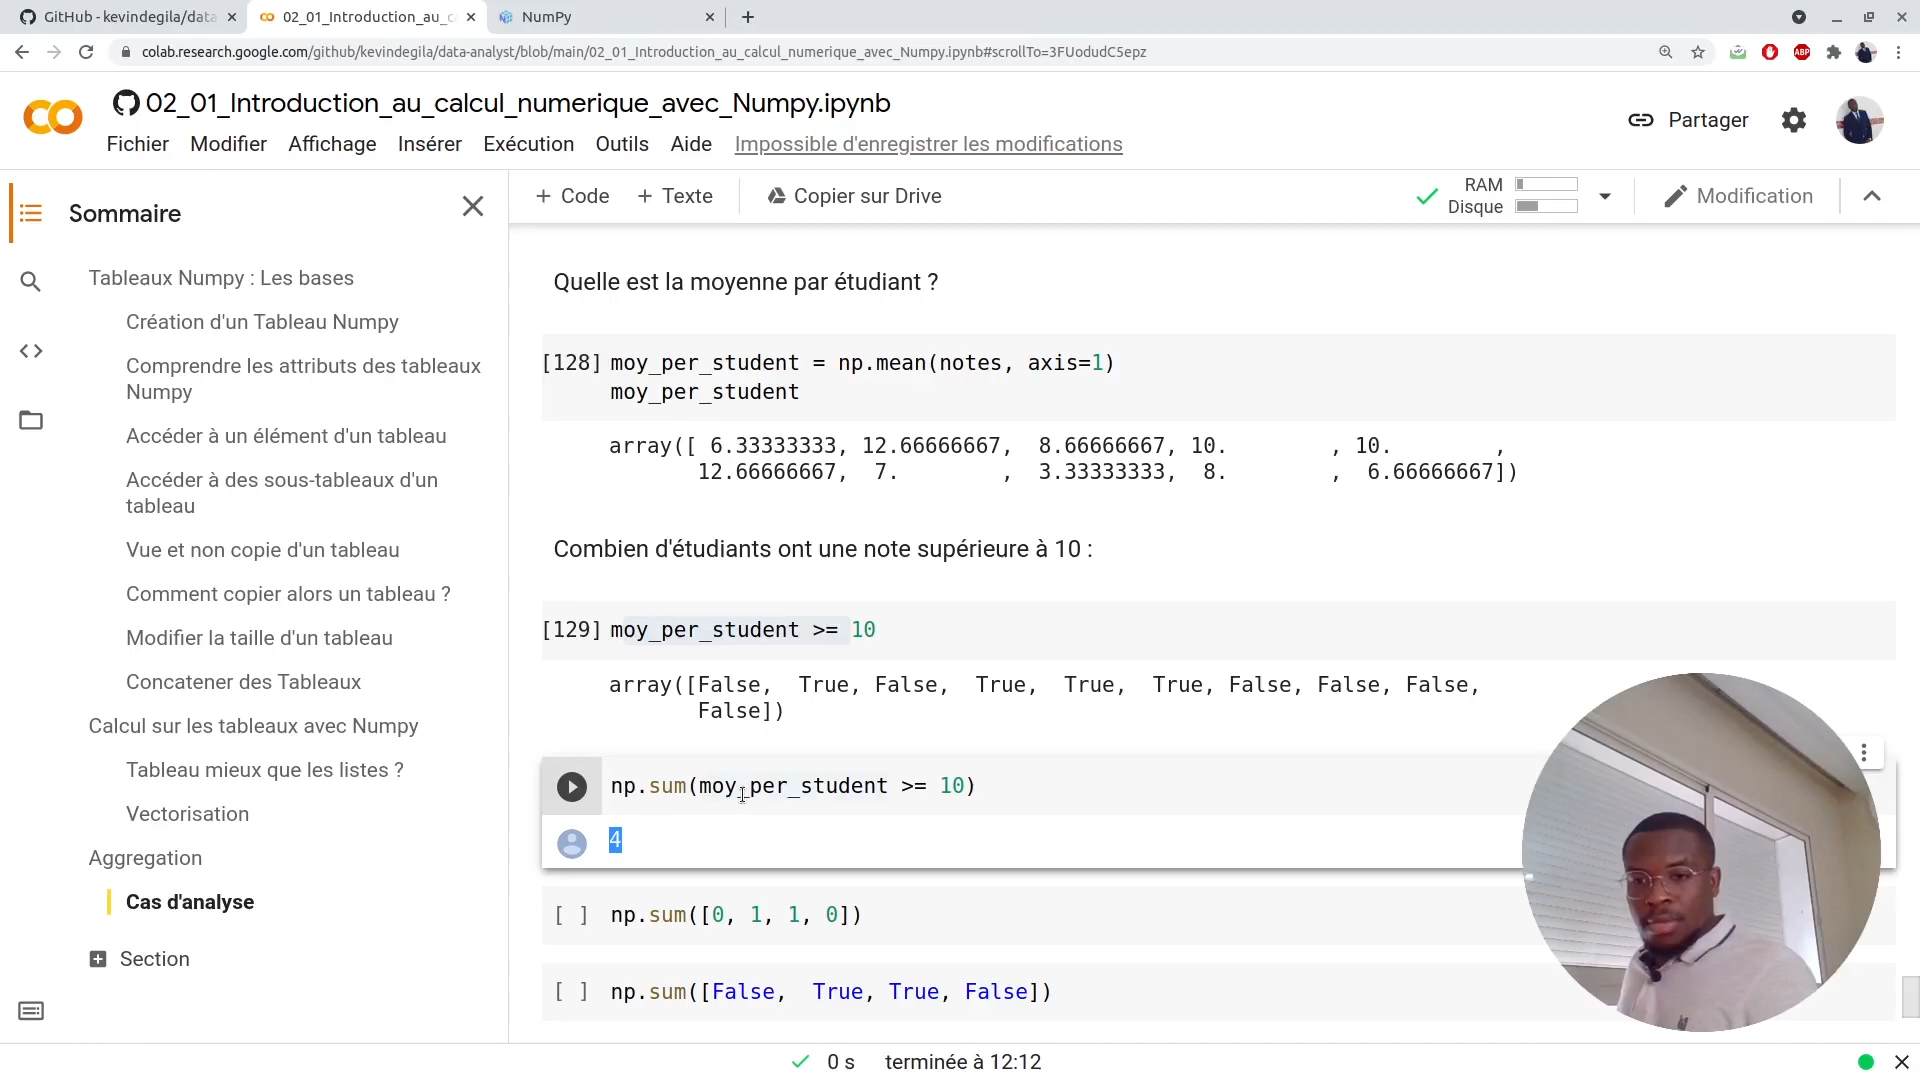 GitHub - kevindegila/data
02_01_Introduction_au_c
NumPy
colab.research.google.com/github/kevindegila/data-analyst/blob/main/02_01_Introduction_au_calcul_numerique_avec_Numpy.ipynb#scrollTo=3FUodudC5epz
ABP
02_01_Introduction_au_calcul_numerique_avec_Numpy.ipynb
Partager
Fichier Modifier Affichage Insérer Exécution Outils Aide Impossible d'enregistrer les modifications
Sommaire
+ Code + Texte Copier sur Drive
RAM
Disque
Modification
Tableaux Numpy : Les bases
Création d'un Tableau Numpy
Comprendre les attributs des tableaux
Numpy
Accéder à un élément d'un tableau
Accéder à des sous-tableaux d'un
tableau
Vue et non copie d'un tableau
Comment copier alors un tableau ?
Modifier la taille d'un tableau
Concatener des Tableaux
Calcul sur les tableaux avec Numpy
Tableau mieux que les listes ?
Vectorisation
Aggregation
Cas d'analyse
Section
Quelle est la moyenne par étudiant ?
[128] moy_per_student = np.mean(notes, axis=1)
moy_per_student
array([ 6.33333333, 12.66666667,  8.66666667, 10.        , 10.        ,
12.66666667,  7.        ,  3.33333333,  8.        ,  6.66666667])
Combien d'étudiants ont une note supérieure à 10 :
[129] moy_per_student >= 10
array([False,  True, False,  True,  True,  True, False, False, False,
False])
np.sum(moy_per_student >= 10)
4
[ ] np.sum([0, 1, 1, 0])
[ ] np.sum([False,  True, True, False])
0 s terminée à 12:12